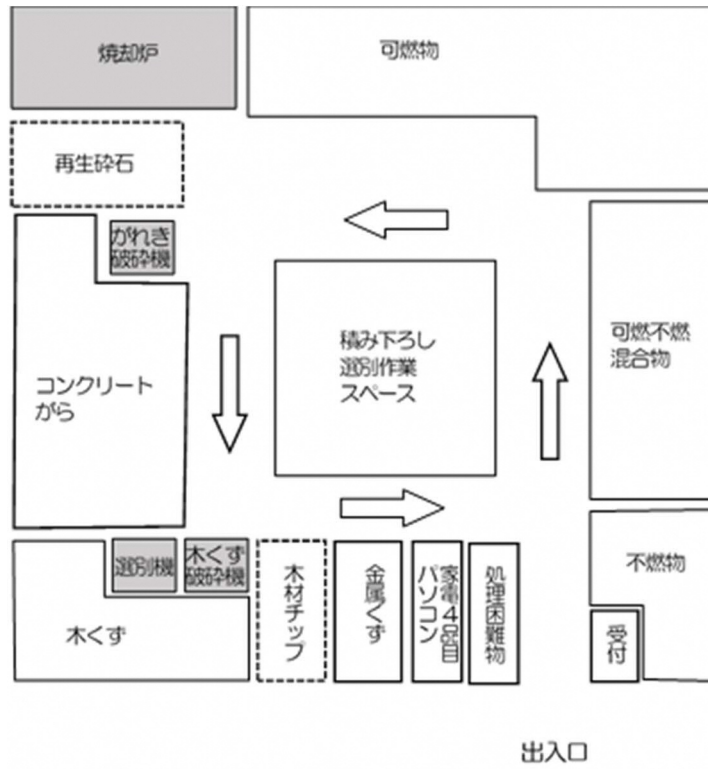 焼却炉
可燃物
再生砕石
がれき
破砕機
積み下ろし
選別作業
スペース
可燃不燃
混合物
コンクリート
がら
選別機
木くず
破砕機
木くず
木材チップ
金属くず
家電4品目
パソコン
処理困難物
不燃物
受付
出入口